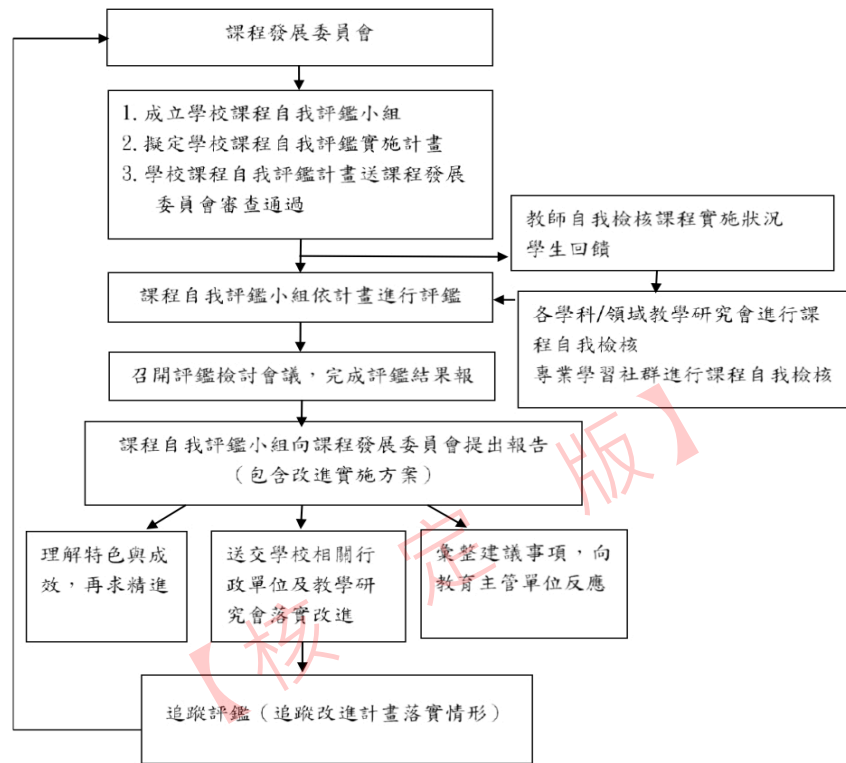 課程發展委員會
1. 成立學校課程自我評鑑小組
2. 擬定學校課程自我評鑑實施計畫
3. 學校課程自我評鑑計畫送課程發展
委員會審查通過
教師自我檢核課程實施狀況
學生回饋
課程自我評鑑小組依計畫進行評鑑
各學科/領域教學研究會進行課
程自我檢核
專業學習社群進行課程自我檢核
召開評鑑檢討會議，完成評鑑結果報
課程自我評鑑小組向課程發展委員會提出報告
（包含改進實施方案）
理解特色與成
效，再求精進
送交學校相關行
政單位及教學研
究會落實改進
彙整建議事項，向
教育主管單位反應
追蹤評鑑（追蹤改進計畫落實情形）
【核定版】